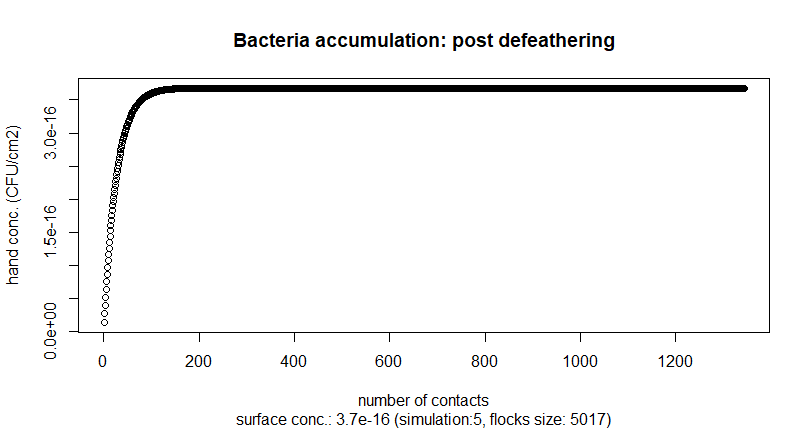 Bacteria accumulation: post defeathering
hand conc. (CFU/cm2)
3.0e-16
1.5e-16
0.0e+00
0 200 400 600 800 1000 1200
number of contacts
surface conc.: 3.7e-16 (simulation:5, flocks size: 5017)